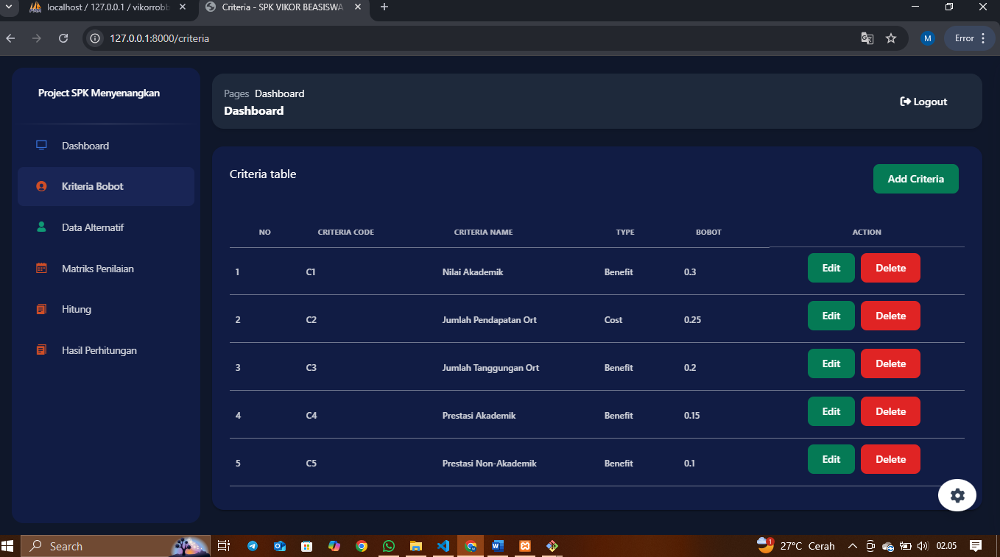 localhost / 127.0.0.1 / vikorrobb
Criteria - SPK VIKOR BEASISWA
127.0.0.1:8000/criteria
M
Error
Project SPK Menyenangkan
Dashboard
Kriteria Bobot
Data Alternatif
Matriks Penilaian
Hitung
Hasil Perhitungan
Pages Dashboard
Dashboard
Logout
Criteria table
Add Criteria
NO CRITERIA CODE CRITERIA NAME TYPE BOBOT ACTION
1 C1 Nilai Akademik Benefit 0.3 Edit Delete
2 C2 Jumlah Pendapatan Ort Cost 0.25 Edit Delete
3 C3 Jumlah Tanggungan Ort Benefit 0.2 Edit Delete
4 C4 Prestasi Akademik Benefit 0.15 Edit Delete
5 C5 Prestasi Non-Akademik Benefit 0.1 Edit Delete
Search
1
27°C Cerah
02.05